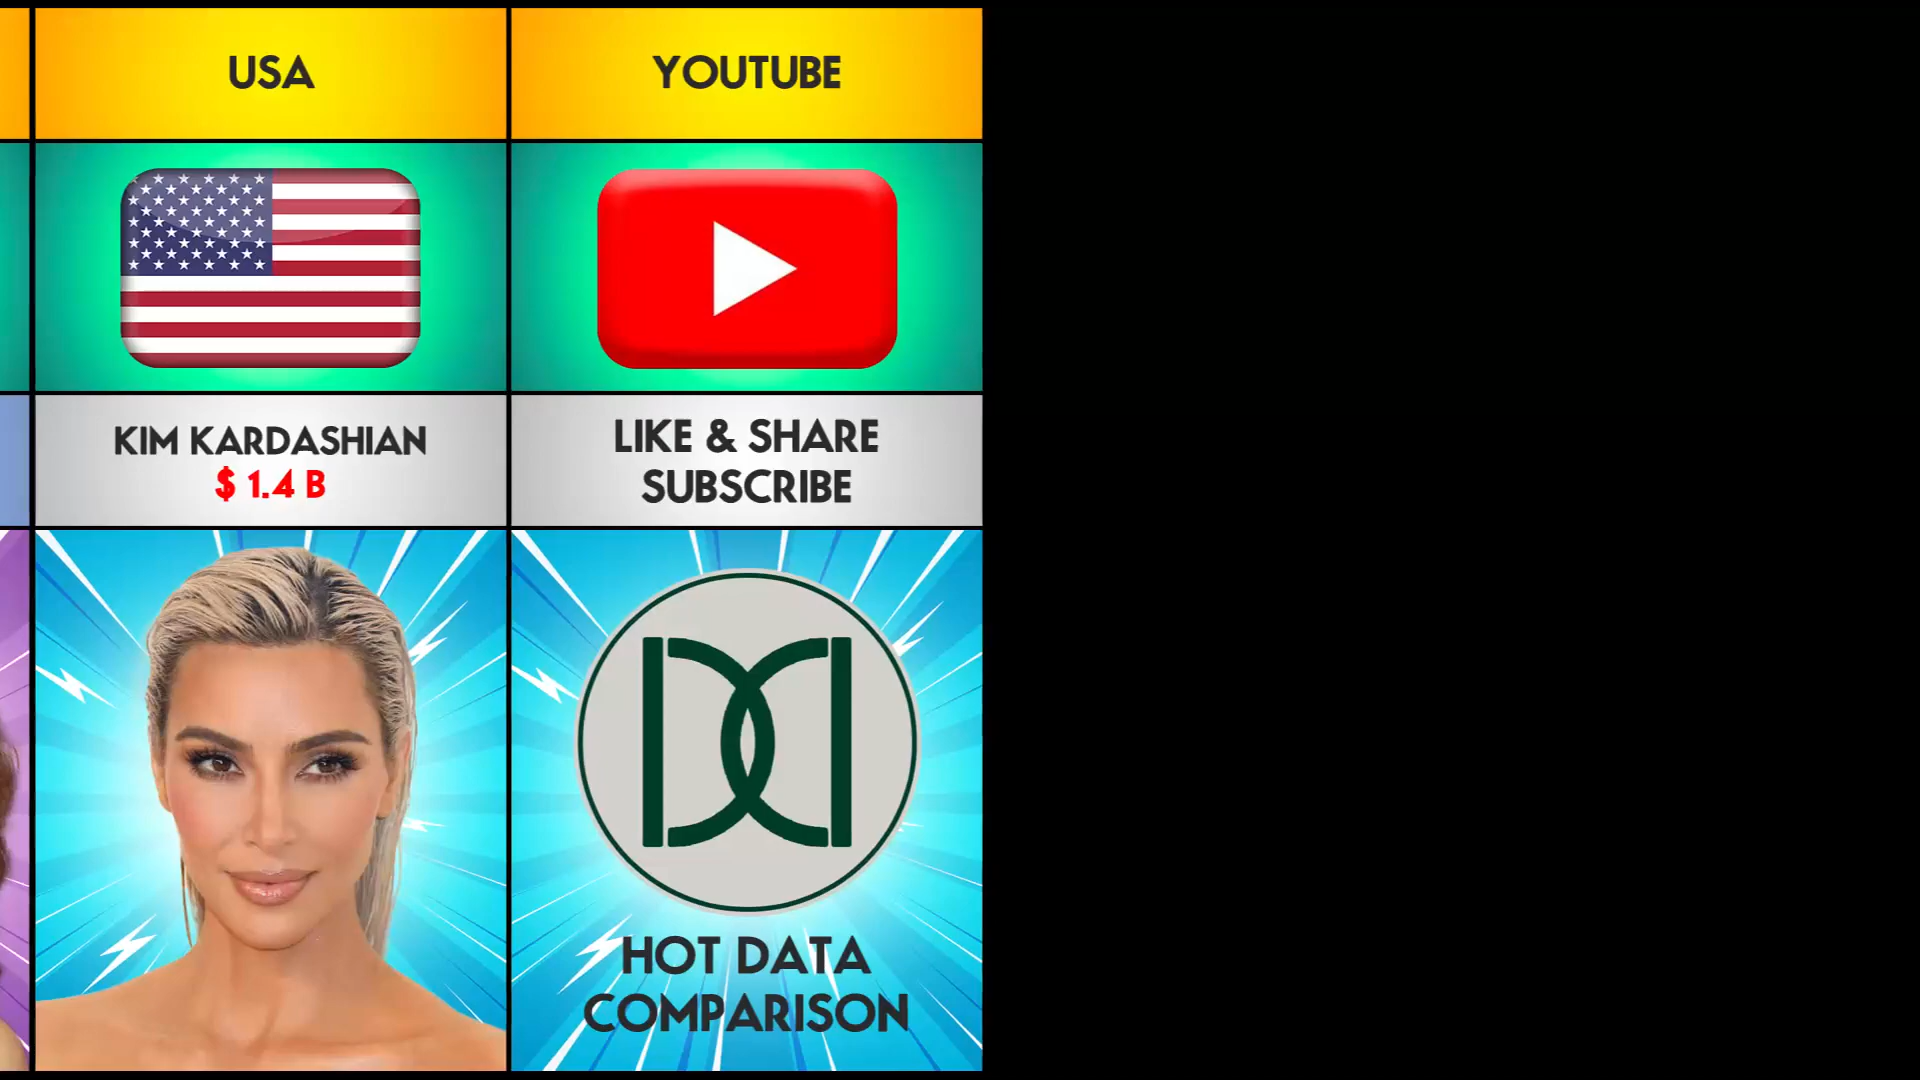 USA
YOUTUBE
KIM KARDASHIAN
$ 1.4 B
LIKE & SHARE
SUBSCRIBE
HOT DATA
COMPARISON